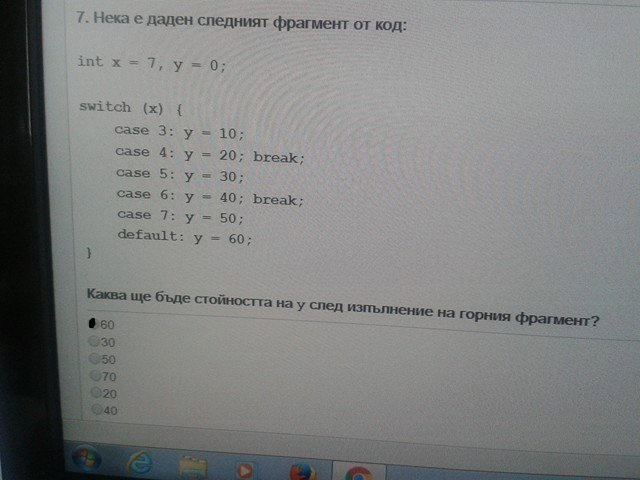 7. Нека е даден следният фрагмент от код:
int x = 7, y = 0;
switch (x) {
case 3: y = 10;
case 4: y = 20; break;
case 5: y = 30;
case 6: y = 40; break;
case 7: y = 50;
default: y = 60;
}
Каква ще бъде стойността на y след изпълнение на горния фрагмент?
60
30
50
70
20
40